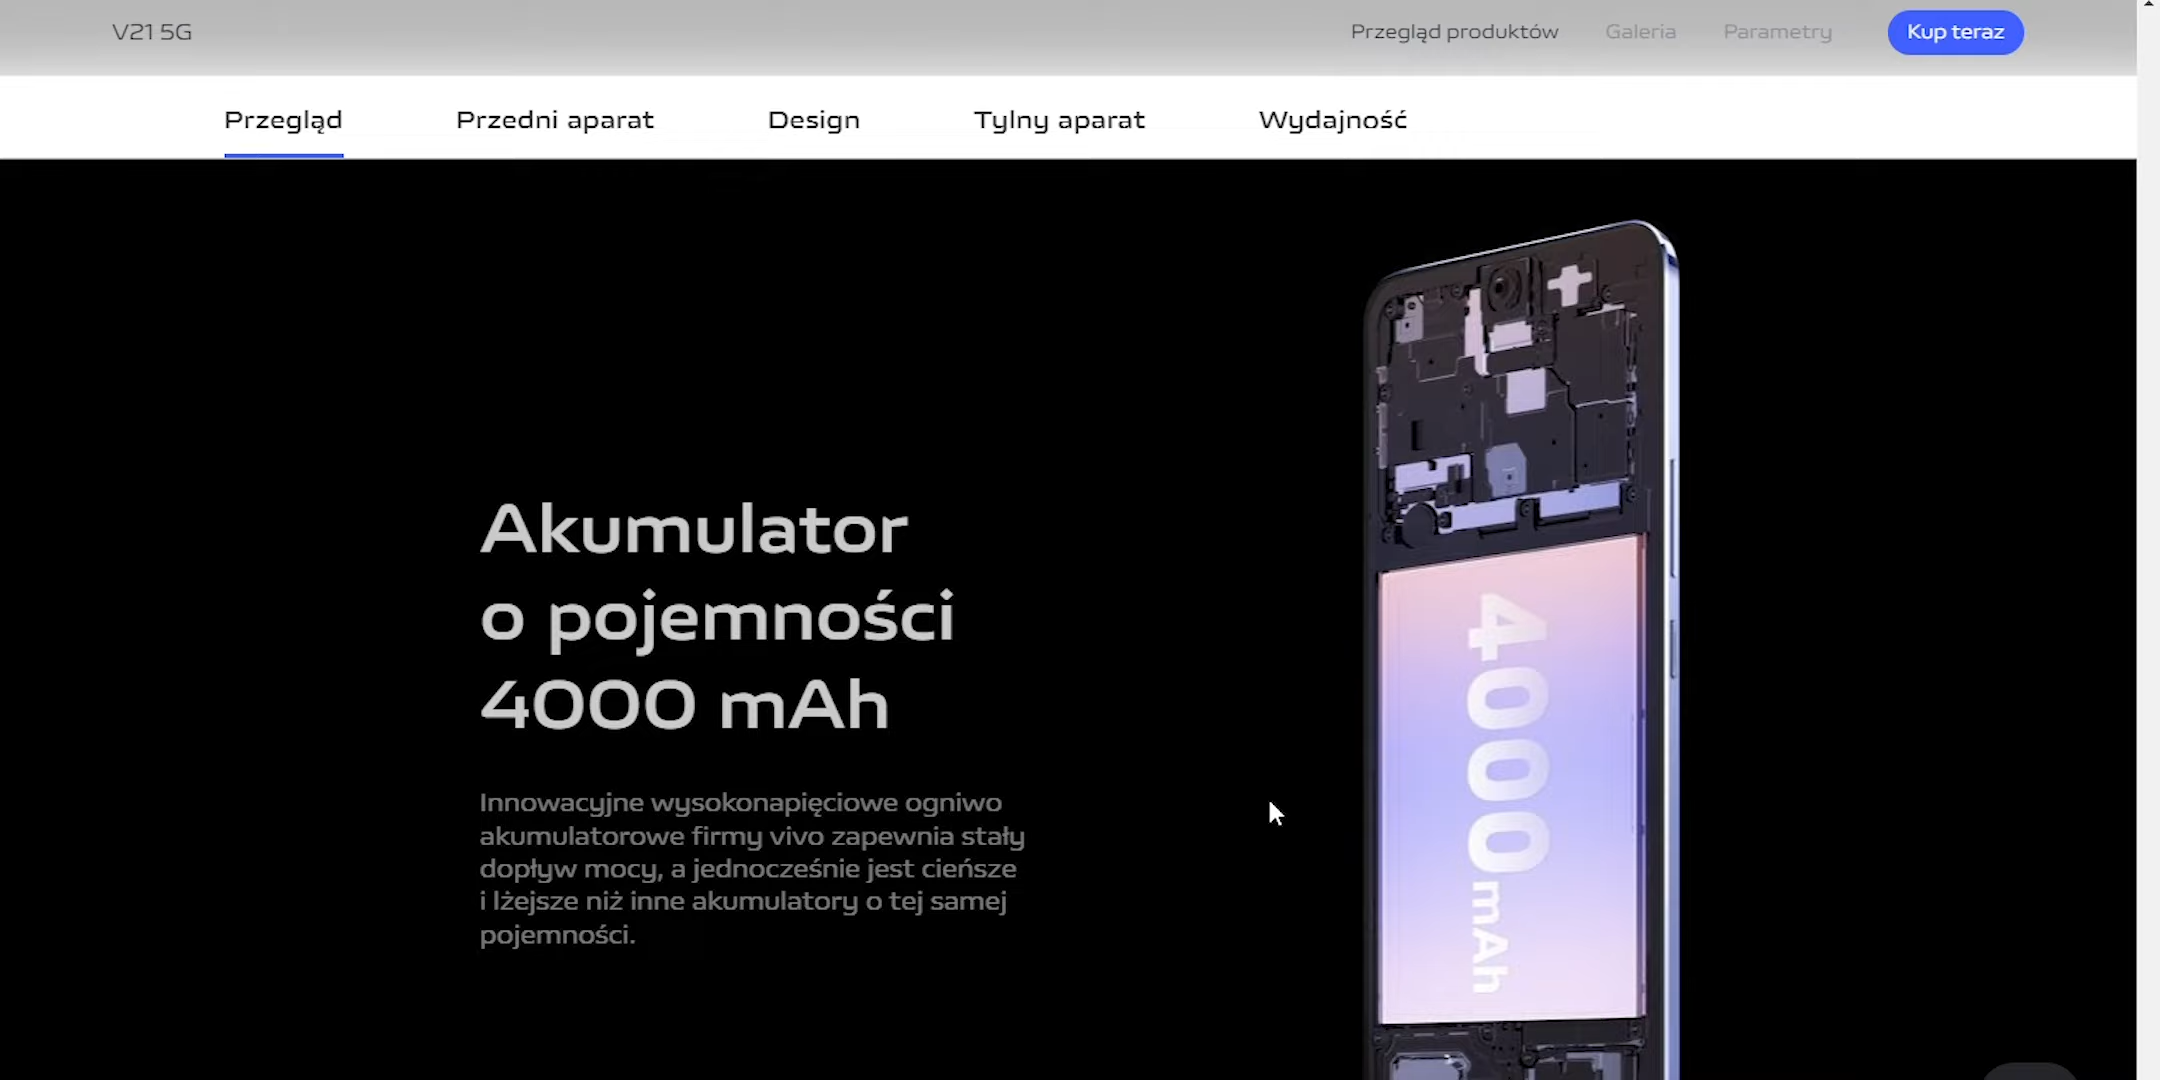 V21 5G
Przegląd produktów
Galeria
Parametry
Kup teraz
Przegląd
Przedni aparat
Design
Tylny aparat
Wydajność
Akumulator
o pojemności
4000 mAh
Innowacyjne wysokonapięciowe ogniwo
akumulatorowe firmy vivo zapewnia stały
dopływ mocy, a jednocześnie jest cieńsze
i lżejsze niż inne akumulatory o tej samej
pojemności.
4000mAh